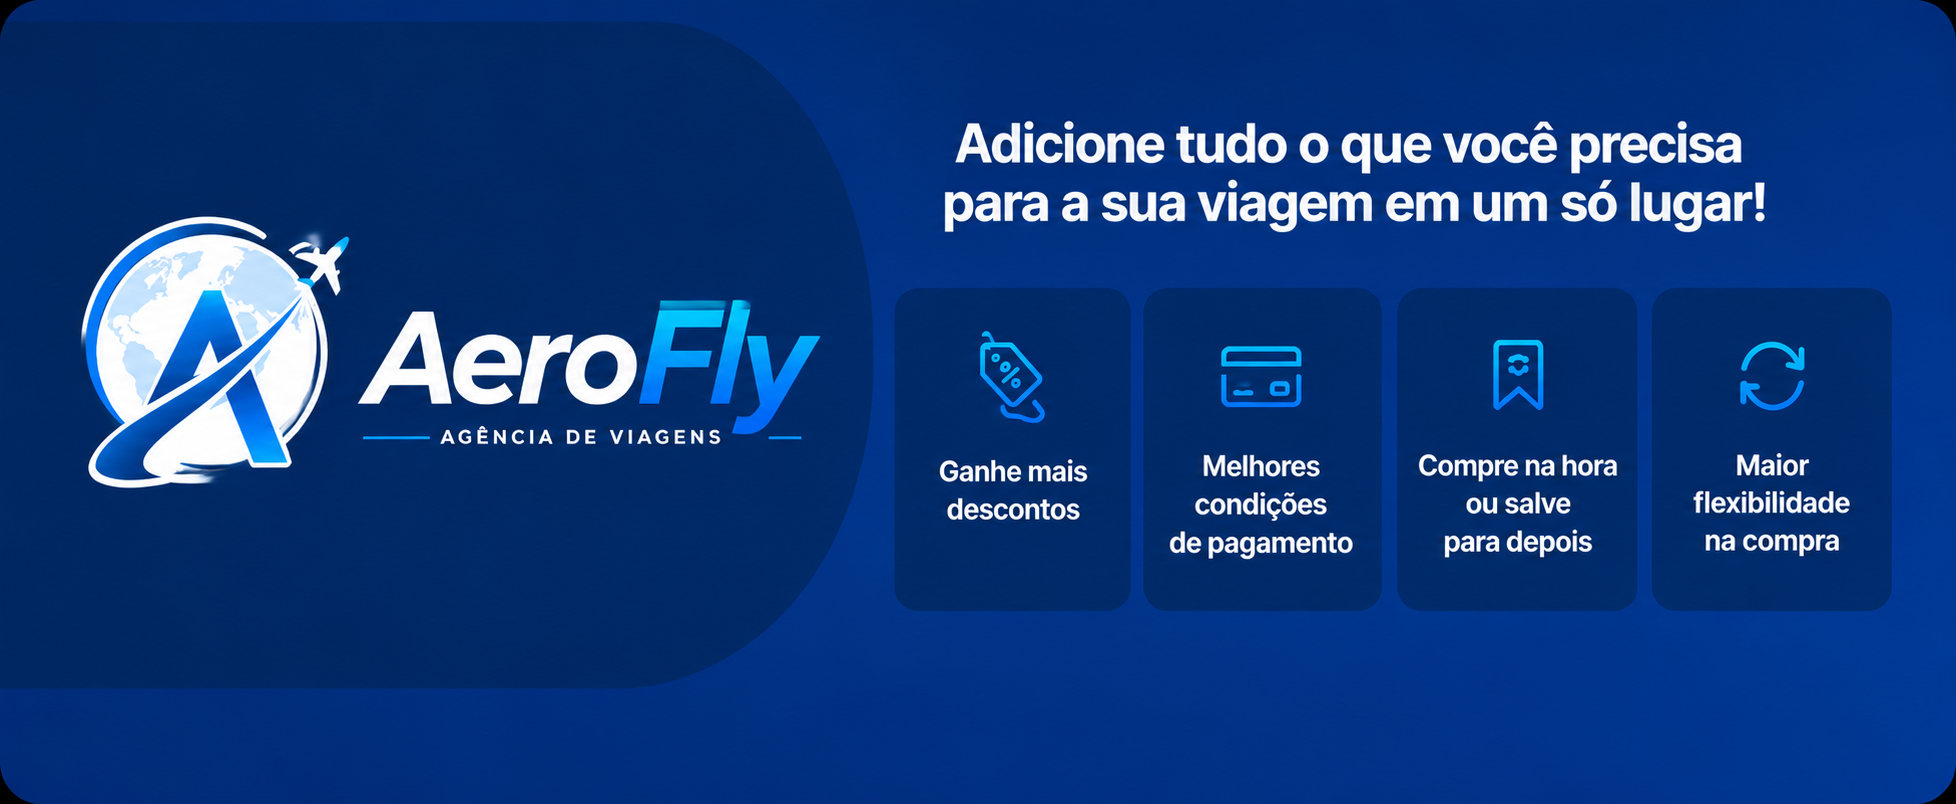 AeroFly
AGÊNCIA DE VIAGENS
Adicione tudo o que você precisa
para a sua viagem em um só lugar!
Ganhe mais
descontos
Melhores
condições
de pagamento
Compre na hora
ou salve
para depois
Maior
flexibilidade
na compra